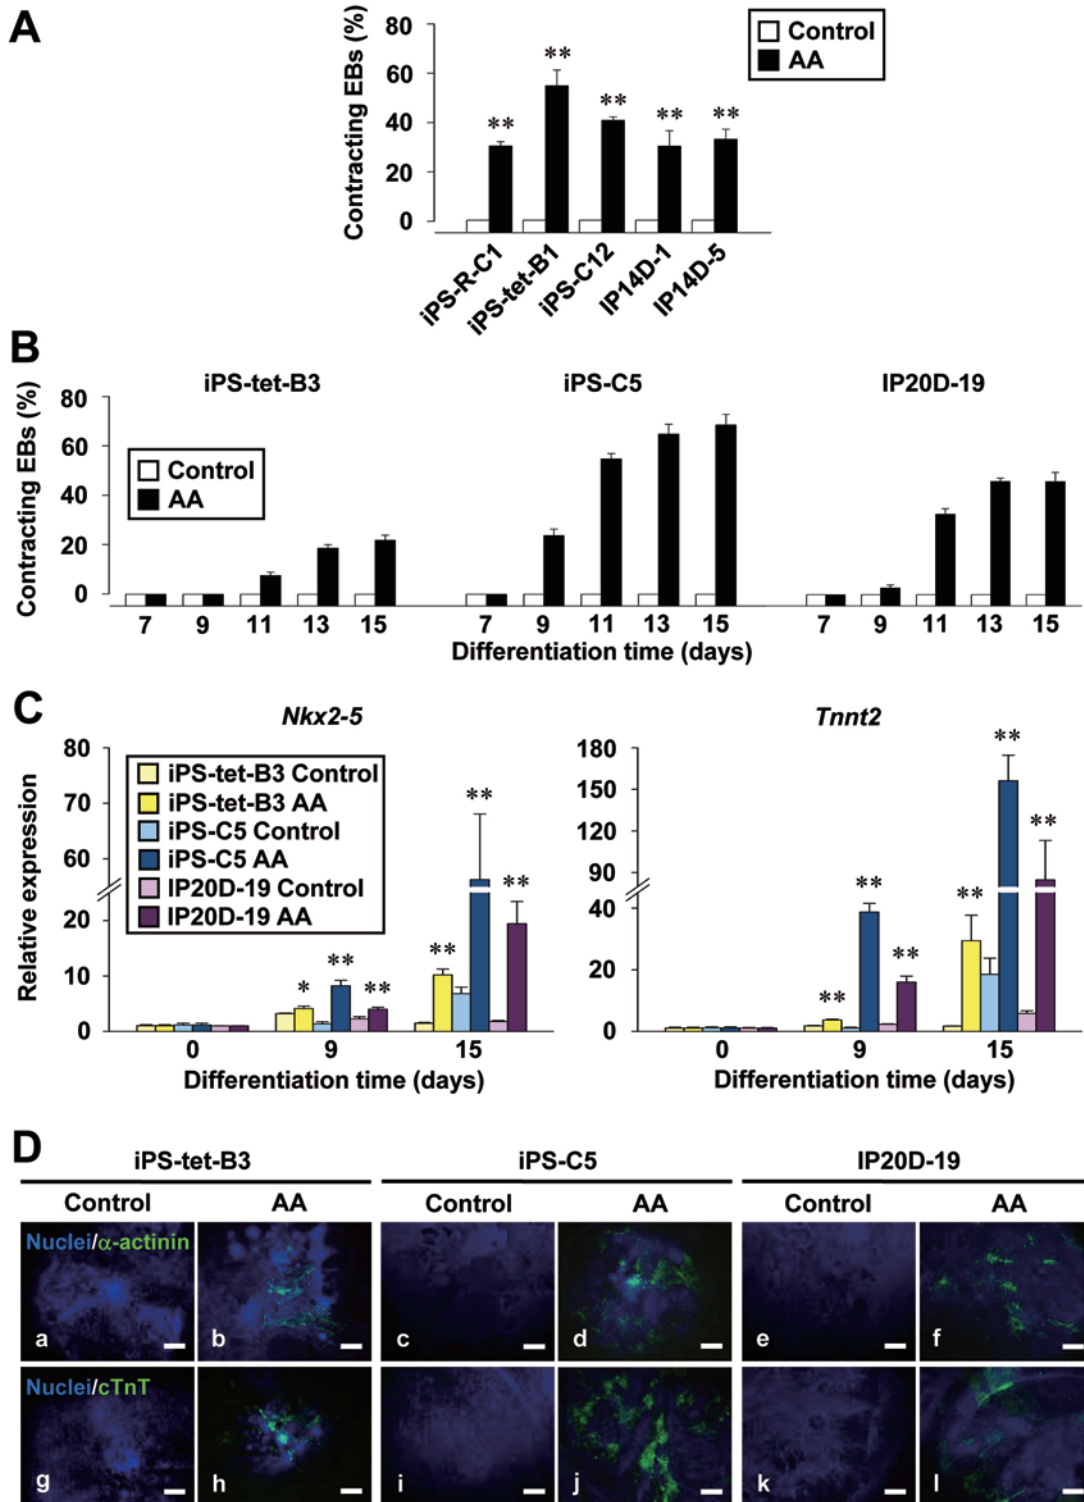 A
Contracting EBs (%)
80
60
40
20
0
** ** ** ** **
Control
AA
iPS-R-C1
iPS-tet-B1
iPS-C12
IP14D-1
IP14D-5
B
iPS-tet-B3 iPS-C5 IP20D-19
Contracting EBs (%)
80
60
40
20
0
Control
AA
7 9 11 13 15 7 9 11 13 15 7 9 11 13 15
Differentiation time (days)
C
Nkx2-5
Relative expression
80
70
60
20
10
0
iPS-tet-B3 Control
iPS-tet-B3 AA
iPS-C5 Control
iPS-C5 AA
IP20D-19 Control
IP20D-19 AA
* ** ** ** ** **
0 9 15
Differentiation time (days)
Tnnt2
180
150
120
90
40
20
0
** ** ** ** ** **
0 9 15
Differentiation time (days)
D
iPS-tet-B3 iPS-C5 IP20D-19
Control AA Control AA Control AA
Nuclei/α-actinin
a b c d e f
Nuclei/cTnT
g h i j k l